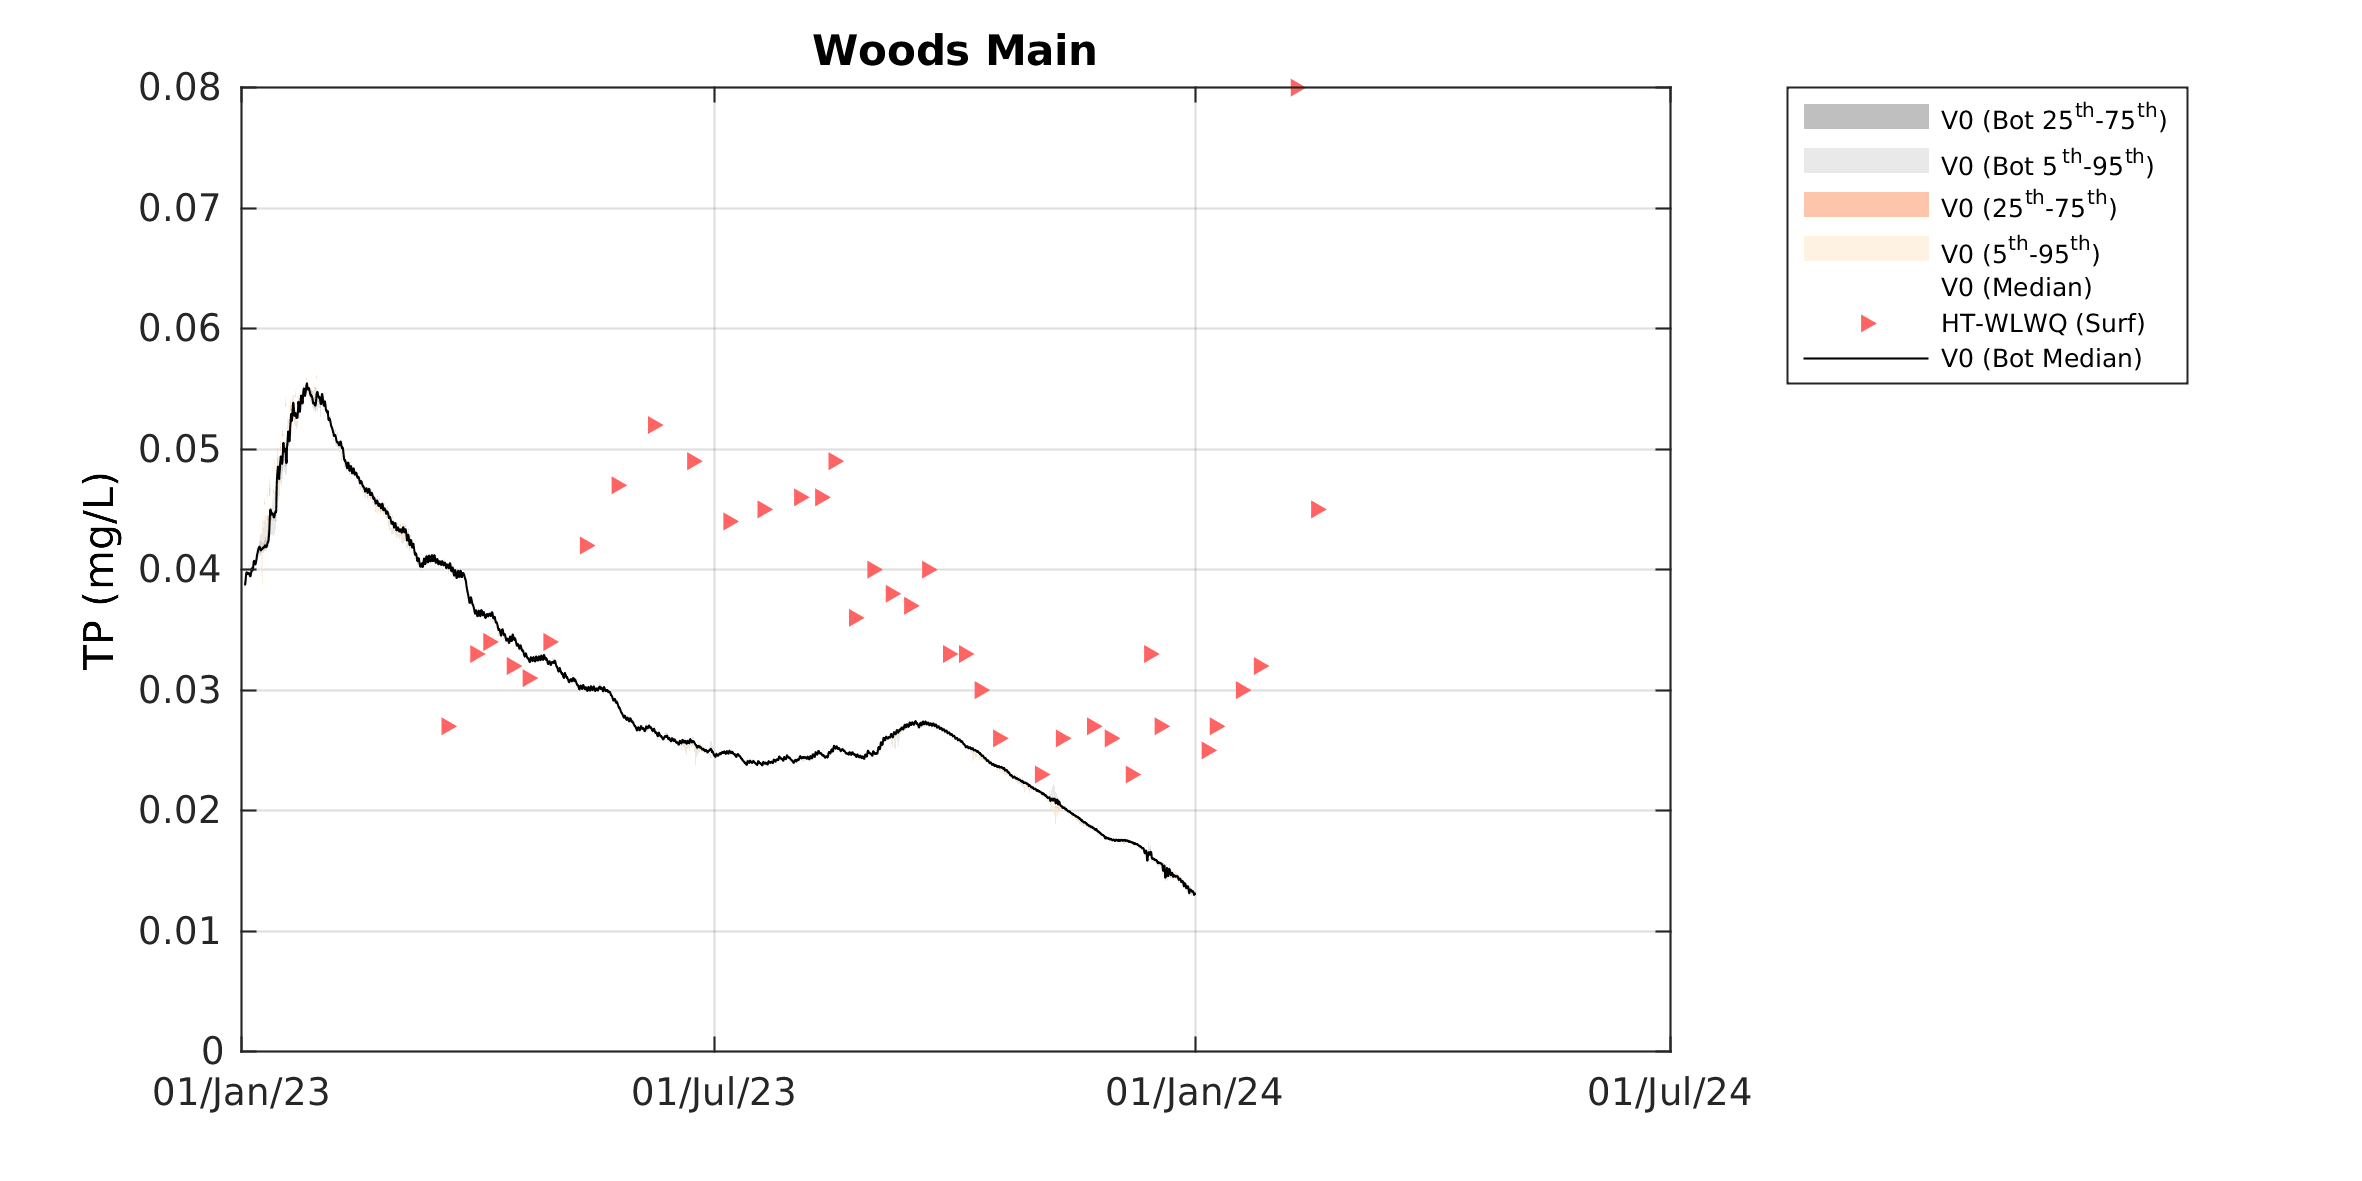 Woods Main
0.08
0.07
0.06
0.05
0.04
0.03
0.02
0.01
0
TP (mg/L)
01/Jan/23
01/Jul/23
01/Jan/24
01/Jul/24
V0 (Bot 25th-75th)
V0 (Bot 5th-95th)
V0 (25th-75th)
V0 (5th-95th)
V0 (Median)
HT-WLWQ (Surf)
V0 (Bot Median)